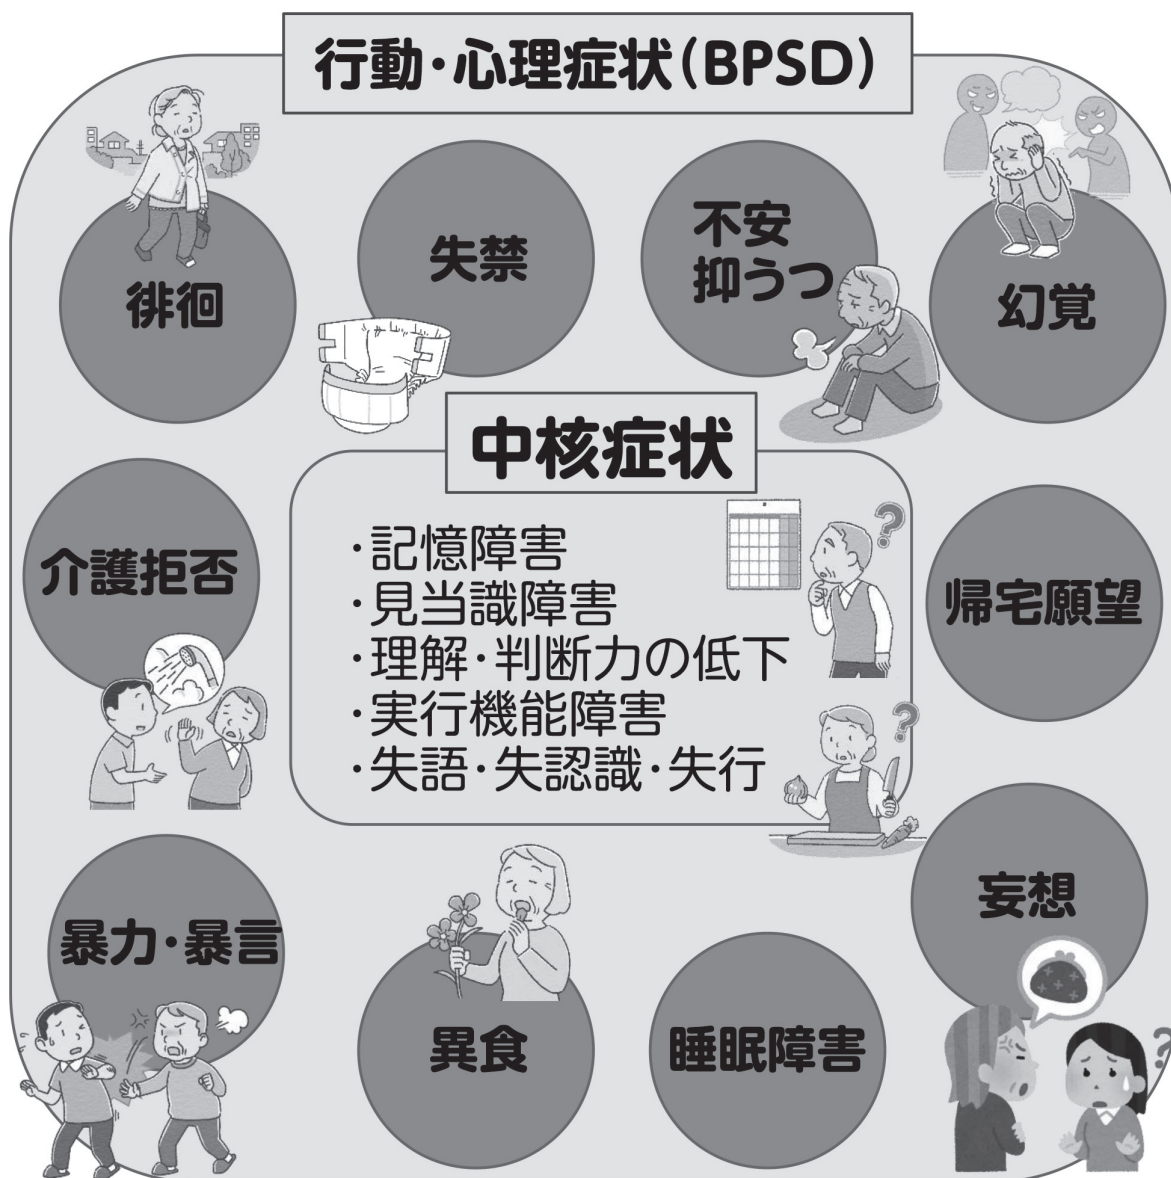 行動・心理症状(BPSD)
徘徊
失禁
不安
抑うつ
幻覚
中核症状
・記憶障害
・見当識障害
・理解・判断力の低下
・実行機能障害
・失語・失認識・失行
?
?
介護拒否
帰宅願望
暴力・暴言
異食
睡眠障害
妄想
?